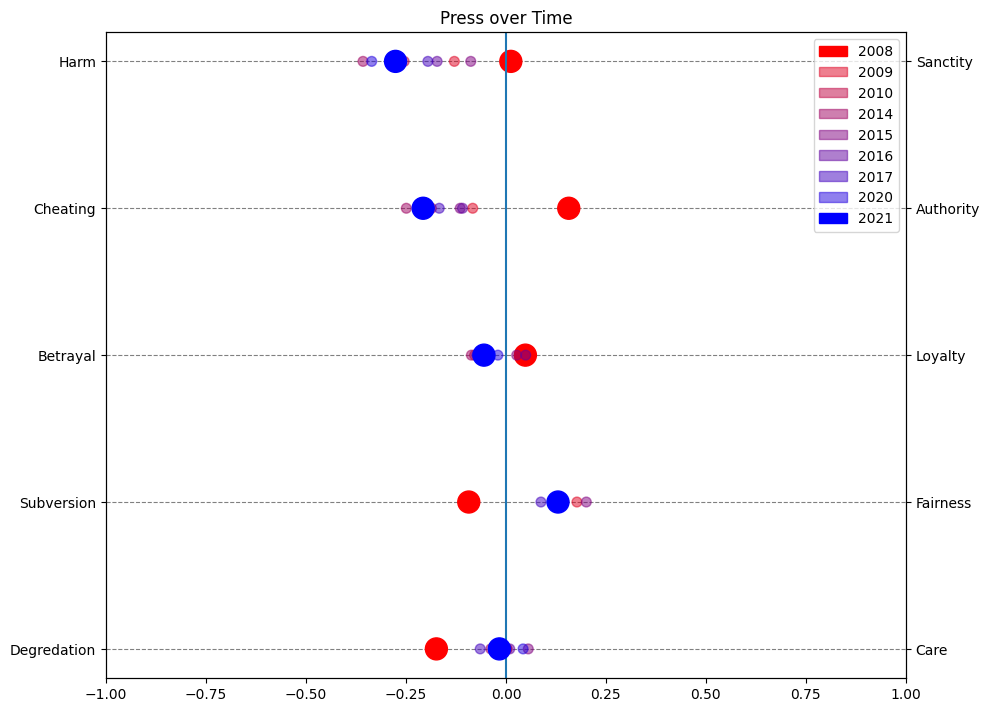 Press over Time
Harm
Sanctity
2008
2009
2010
2014
2015
2016
2017
2020
2021
Cheating
Authority
Betrayal
Loyalty
Subversion
Fairness
Degredation
Care
−1.00
−0.75
−0.50
−0.25
0.00
0.25
0.50
0.75
1.00